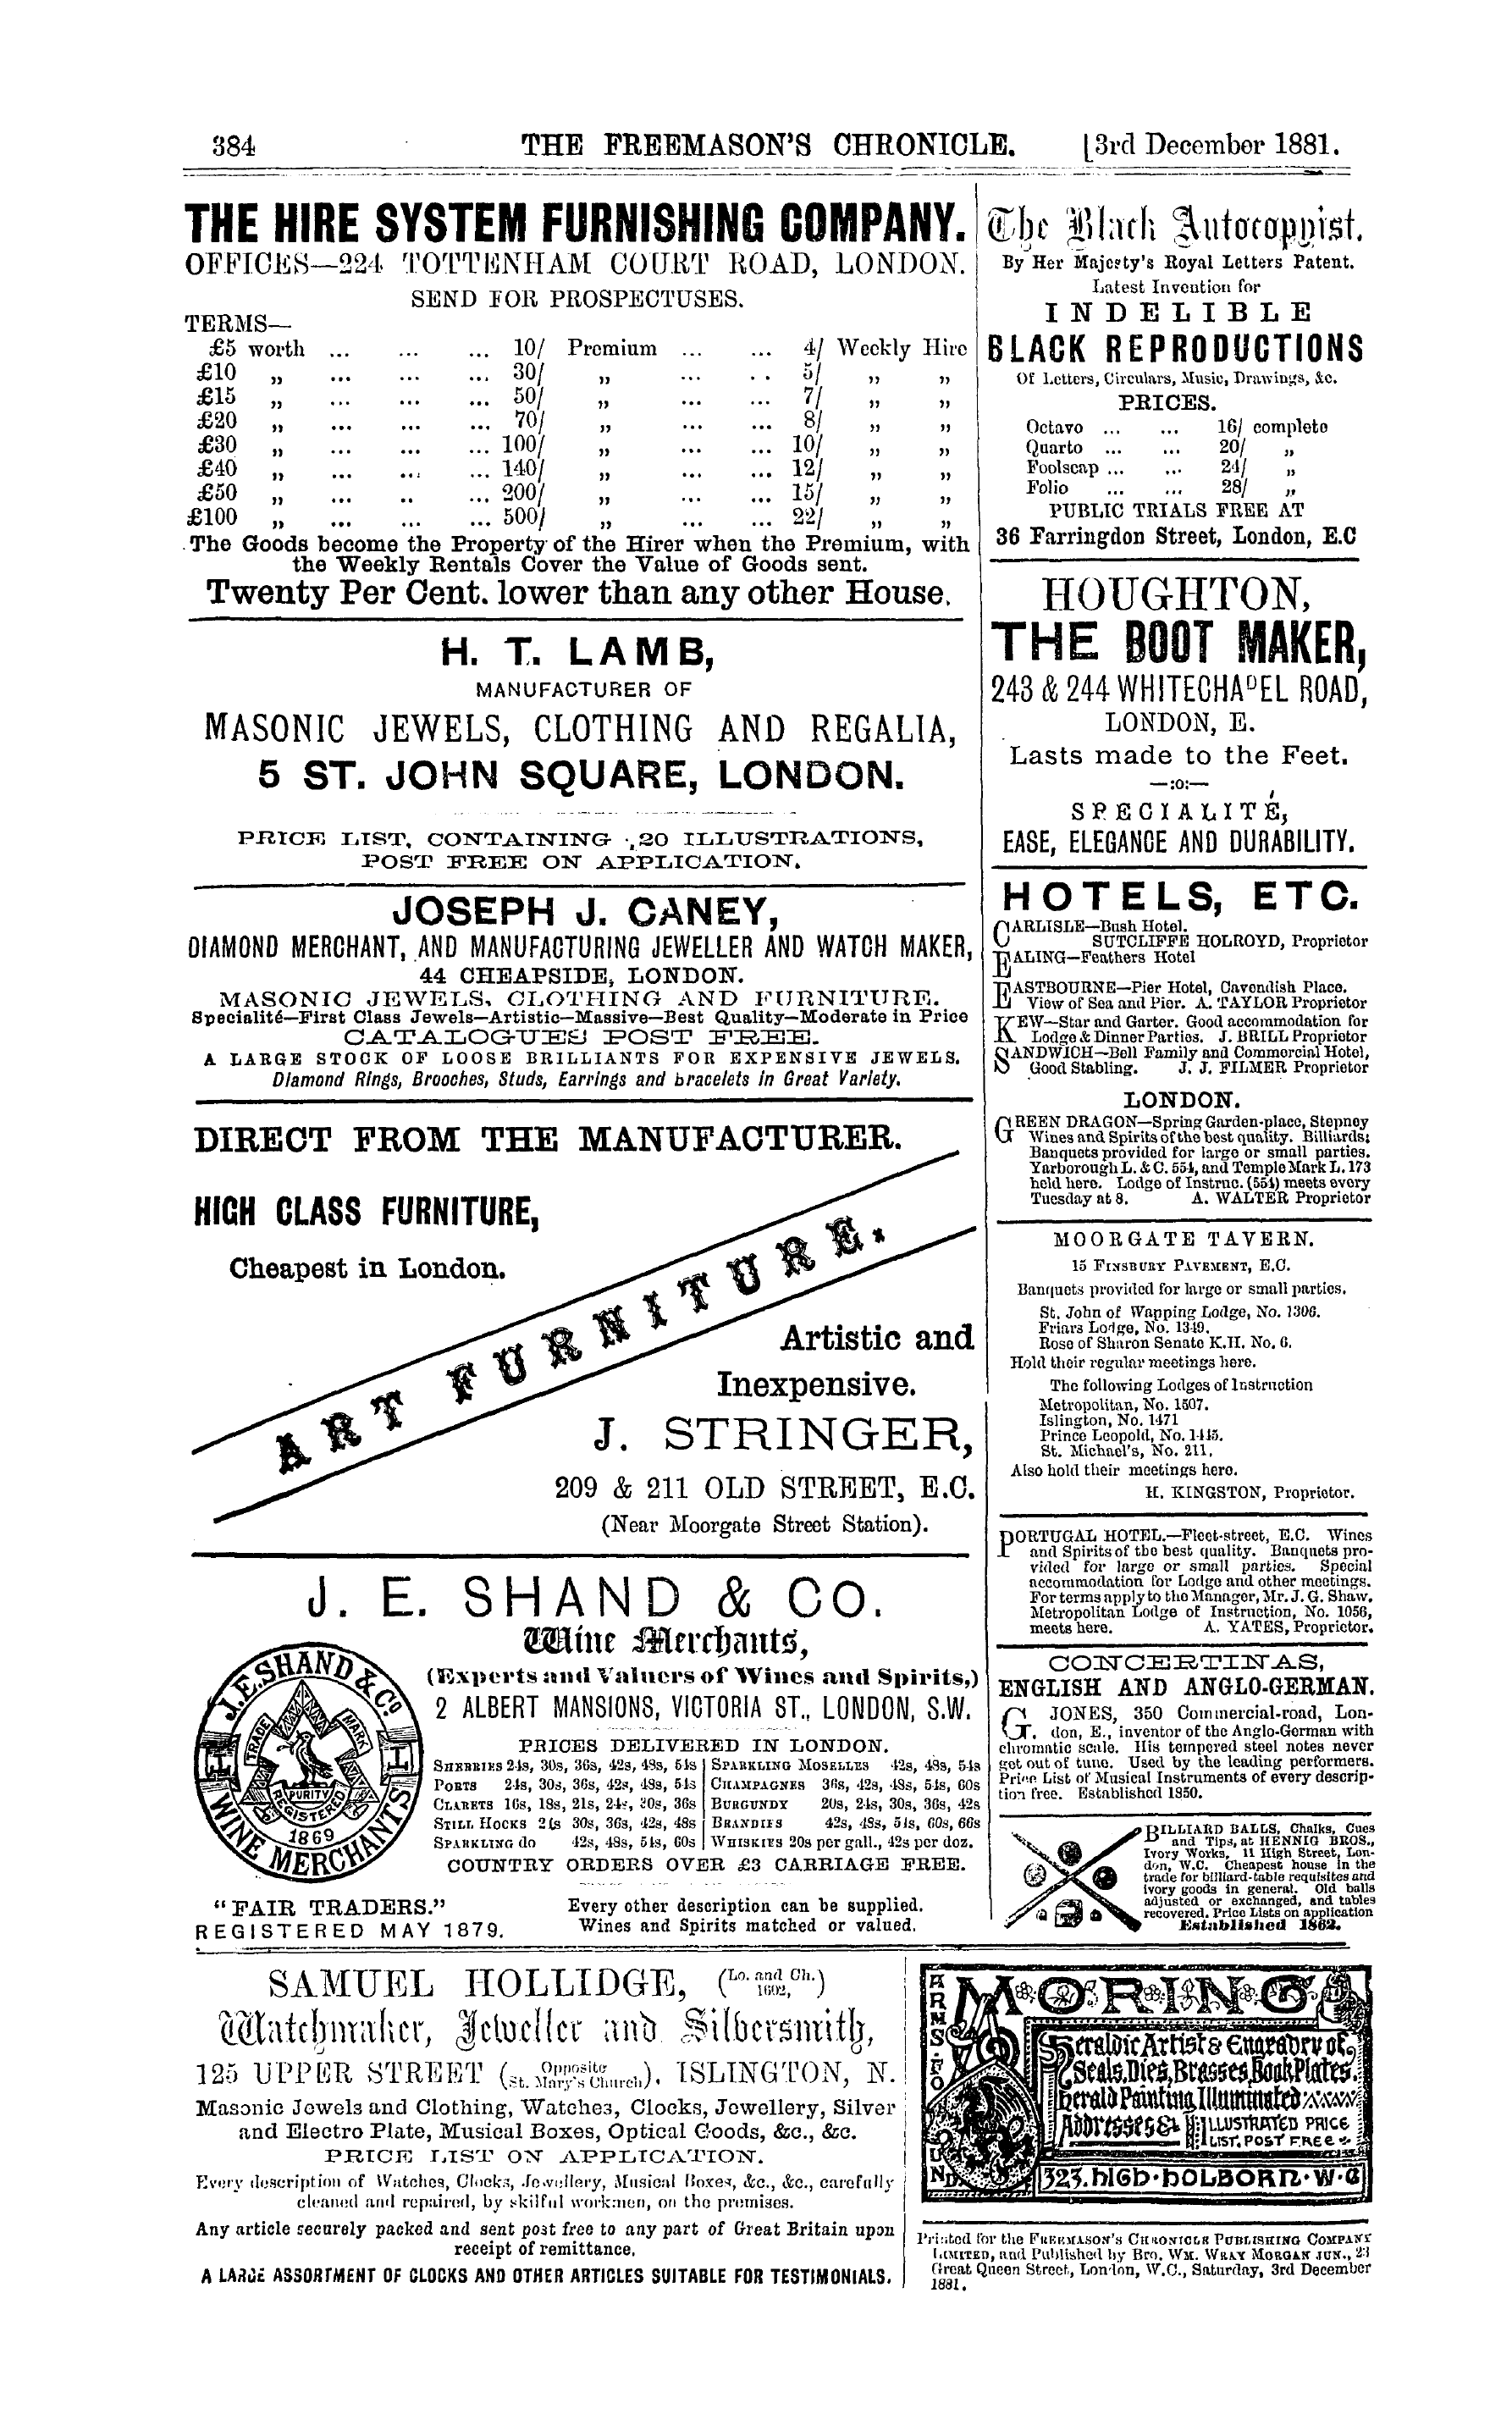 384 THE FREEMASON'S CHRONICLE. [3rd December 1881.
THE HIRE SYSTEM FURNISHING COMPANY.
OFFICES—224 TOTTENHAM COURT ROAD, LONDON.
SEND FOR PROSPECTUSES.
TERMS—
£5 worth ... ... ... 10/ Premium ... ... 4/ Weekly Hire
£10 „ ... ... ... 30/ „ ... .. 5/ „ „
£15 „ ... ... ... 50/ „ ... ... 7/ „ „
£20 „ ... ... ... 70/ „ ... ... 8/ „ „
£30 „ ... ... ... 100/ „ ... ... 10/ „ „
£40 „ ... ... ... 140/ „ ... ... 12/ „ „
£50 „ ... .. ... 200/ „ ... ... 15/ „ „
£100 „ ... ... ... 500/ „ ... ... 22/ „ „
The Goods become the Property of the Hirer when the Premium, with
the Weekly Rentals Cover the Value of Goods sent.
Twenty Per Cent. lower than any other House.
H. T. LAMB,
MANUFACTURER OF
MASONIC JEWELS, CLOTHING AND REGALIA,
5 ST. JOHN SQUARE, LONDON.
PRICE LIST, CONTAINING 20 ILLUSTRATIONS,
POST FREE ON APPLICATION.
JOSEPH J. CANEY,
DIAMOND MERCHANT, AND MANUFACTURING JEWELLER AND WATCH MAKER,
44 CHEAPSIDE, LONDON.
MASONIC JEWELS, CLOTHING AND FURNITURE.
Specialité—First Class Jewels—Artistic—Massive—Best Quality—Moderate in Price
CATALOGUES POST FREE.
A LARGE STOCK OF LOOSE BRILLIANTS FOR EXPENSIVE JEWELS.
Diamond Rings, Brooches, Studs, Earrings and bracelets in Great Variety.
DIRECT FROM THE MANUFACTURER.
HIGH CLASS FURNITURE,
Cheapest in London.
ART FURNITURE.
Artistic and
Inexpensive.
J. STRINGER,
209 & 211 OLD STREET, E.C.
(Near Moorgate Street Station).
J. E. SHAND & CO.
Wine Merchants,
(Experts and Valuers of Wines and Spirits,)
2 ALBERT MANSIONS, VICTORIA ST., LONDON, S.W.
J.E. SHAND & Co.
WINE MERCHANTS
TRADE MARK
PURITY
REGISTERED
1869
PRICES DELIVERED IN LONDON.
SHERRIES 24s, 30s, 36s, 42s, 48s, 54s | SPARKLING MOSELLES 42s, 48s, 54s
PORTS 24s, 30s, 36s, 42s, 48s, 54s | CHAMPAGNES 36s, 42s, 48s, 54s, 60s
CLARETS 16s, 18s, 21s, 24s, 30s, 36s | BURGUNDY 20s, 24s, 30s, 36s, 42s
STILL HOCKS 24s 30s, 36s, 42s, 48s | BRANDIES 42s, 48s, 54s, 60s, 66s
SPARKLING do 42s, 48s, 54s, 60s | WHISKIES 20s per gall., 42s per doz.
COUNTRY ORDERS OVER £3 CARRIAGE FREE.
"FAIR TRADERS."
REGISTERED MAY 1879.
Every other description can be supplied.
Wines and Spirits matched or valued.
The Black Autocopyist.
By Her Majesty's Royal Letters Patent.
Latest Invention for
INDELIBLE
BLACK REPRODUCTIONS
Of Letters, Circulars, Music, Drawings, &c.
PRICES.
Octavo ... ... 16/ complete
Quarto ... ... 20/ „
Foolscap ... ... 24/ „
Folio ... ... 28/ „
PUBLIC TRIALS FREE AT
36 Farringdon Street, London, E.C
HOUGHTON,
THE BOOT MAKER,
243 & 244 WHITECHAPEL ROAD,
LONDON, E.
Lasts made to the Feet.
—:o:—
SPECIALITÉ,
EASE, ELEGANCE AND DURABILITY.
HOTELS, ETC.
CARLISLE—Bush Hotel.
SUTCLIFFE HOLROYD, Proprietor
EALING—Feathers Hotel
EASTBOURNE—Pier Hotel, Cavendish Place.
View of Sea and Pier. A. TAYLOR Proprietor
KEW—Star and Garter. Good accommodation for
Lodge & Dinner Parties. J. BRILL Proprietor
SANDWICH—Bell Family and Commercial Hotel,
Good Stabling. J. J. FILMER Proprietor
LONDON.
GREEN DRAGON—Spring Garden-place, Stepney
Wines and Spirits of the best quality. Billiards;
Banquets provided for large or small parties.
Yarborough L. & C. 554, and Temple Mark L. 173
held here. Lodge of Instruc. (554) meets every
Tuesday at 8. A. WALTER Proprietor
MOORGATE TAVERN.
15 FINSBURY PAVEMENT, E.C.
Banquets provided for large or small parties.
St. John of Wapping Lodge, No. 1306.
Friars Lodge, No. 1349.
Rose of Sharon Senate K.H. No. 6.
Hold their regular meetings here.
The following Lodges of Instruction
Metropolitan, No. 1507.
Islington, No. 1471
Prince Leopold, No. 1445.
St. Michael's, No. 211.
Also hold their meetings here.
H. KINGSTON, Proprietor.
PORTUGAL HOTEL.—Fleet-street, E.C. Wines
and Spirits of the best quality. Banquets pro-
vided for large or small parties. Special
accommodation for Lodge and other meetings.
For terms apply to the Manager, Mr. J. G. Shaw.
Metropolitan Lodge of Instruction, No. 1056,
meets here. A. YATES, Proprietor.
CONCERTINAS,
ENGLISH AND ANGLO-GERMAN.
G. JONES, 350 Commercial-road, Lon-
don, E., inventor of the Anglo-German with
chromatic scale. His tempered steel notes never
get out of tune. Used by the leading performers.
Price List of Musical Instruments of every descrip-
tion free. Established 1850.
BILLIARD BALLS, Chalks, Cues
and Tips, at HENNIG BROS.,
Ivory Works, 11 High Street, Lon-
don, W.C. Cheapest house in the
trade for billiard-table requisites and
ivory goods in general. Old balls
adjusted or exchanged, and tables
recovered. Price Lists on application
Established 1862.
SAMUEL HOLLIDGE, (Lo. and Ch. 1602,)
Watchmaker, Jeweller and Silversmith,
125 UPPER STREET (Opposite St. Mary's Church), ISLINGTON, N.
Masonic Jewels and Clothing, Watches, Clocks, Jewellery, Silver
and Electro Plate, Musical Boxes, Optical Goods, &c., &c.
PRICE LIST ON APPLICATION.
Every description of Watches, Clocks, Jewellery, Musical Boxes, &c., &c., carefully
cleaned and repaired, by skilful workmen, on the premises.
Any article securely packed and sent post free to any part of Great Britain upon
receipt of remittance.
A LARGE ASSORTMENT OF CLOCKS AND OTHER ARTICLES SUITABLE FOR TESTIMONIALS.
ARMS. FOUND
MORING
Heraldic Artist & Engraver of
Seals, Dies, Brasses, Book Plates.
Herald Painting Illuminated
Addresses & ILLUSTRATED PRICE
LIST. POST FREE
323. HIGH · HOLBORN · W·C
Printed for the FREEMASON'S CHRONICLE PUBLISHING COMPANY
LIMITED, and Published by Bro. WM. WRAY MORGAN JUN., 23
Great Queen Street, London, W.C., Saturday, 3rd December
1881.